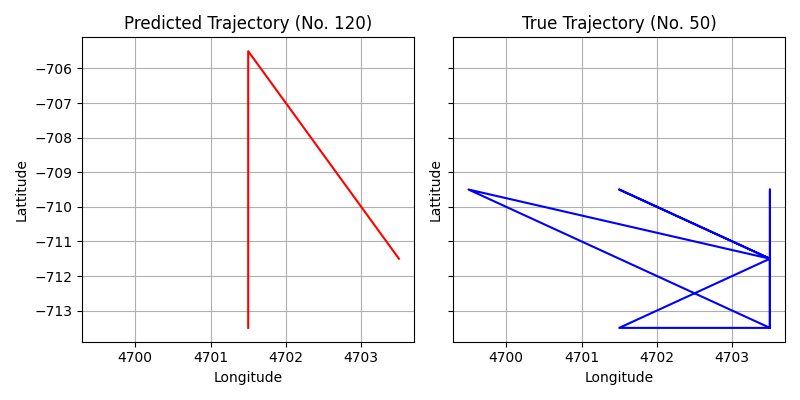 Predicted Trajectory (No. 120)
True Trajectory (No. 50)
−706
−707
−708
−709
−710
−711
−712
−713
Lattitude
Lattitude
4700 4701 4702 4703
4700 4701 4702 4703
Longitude
Longitude